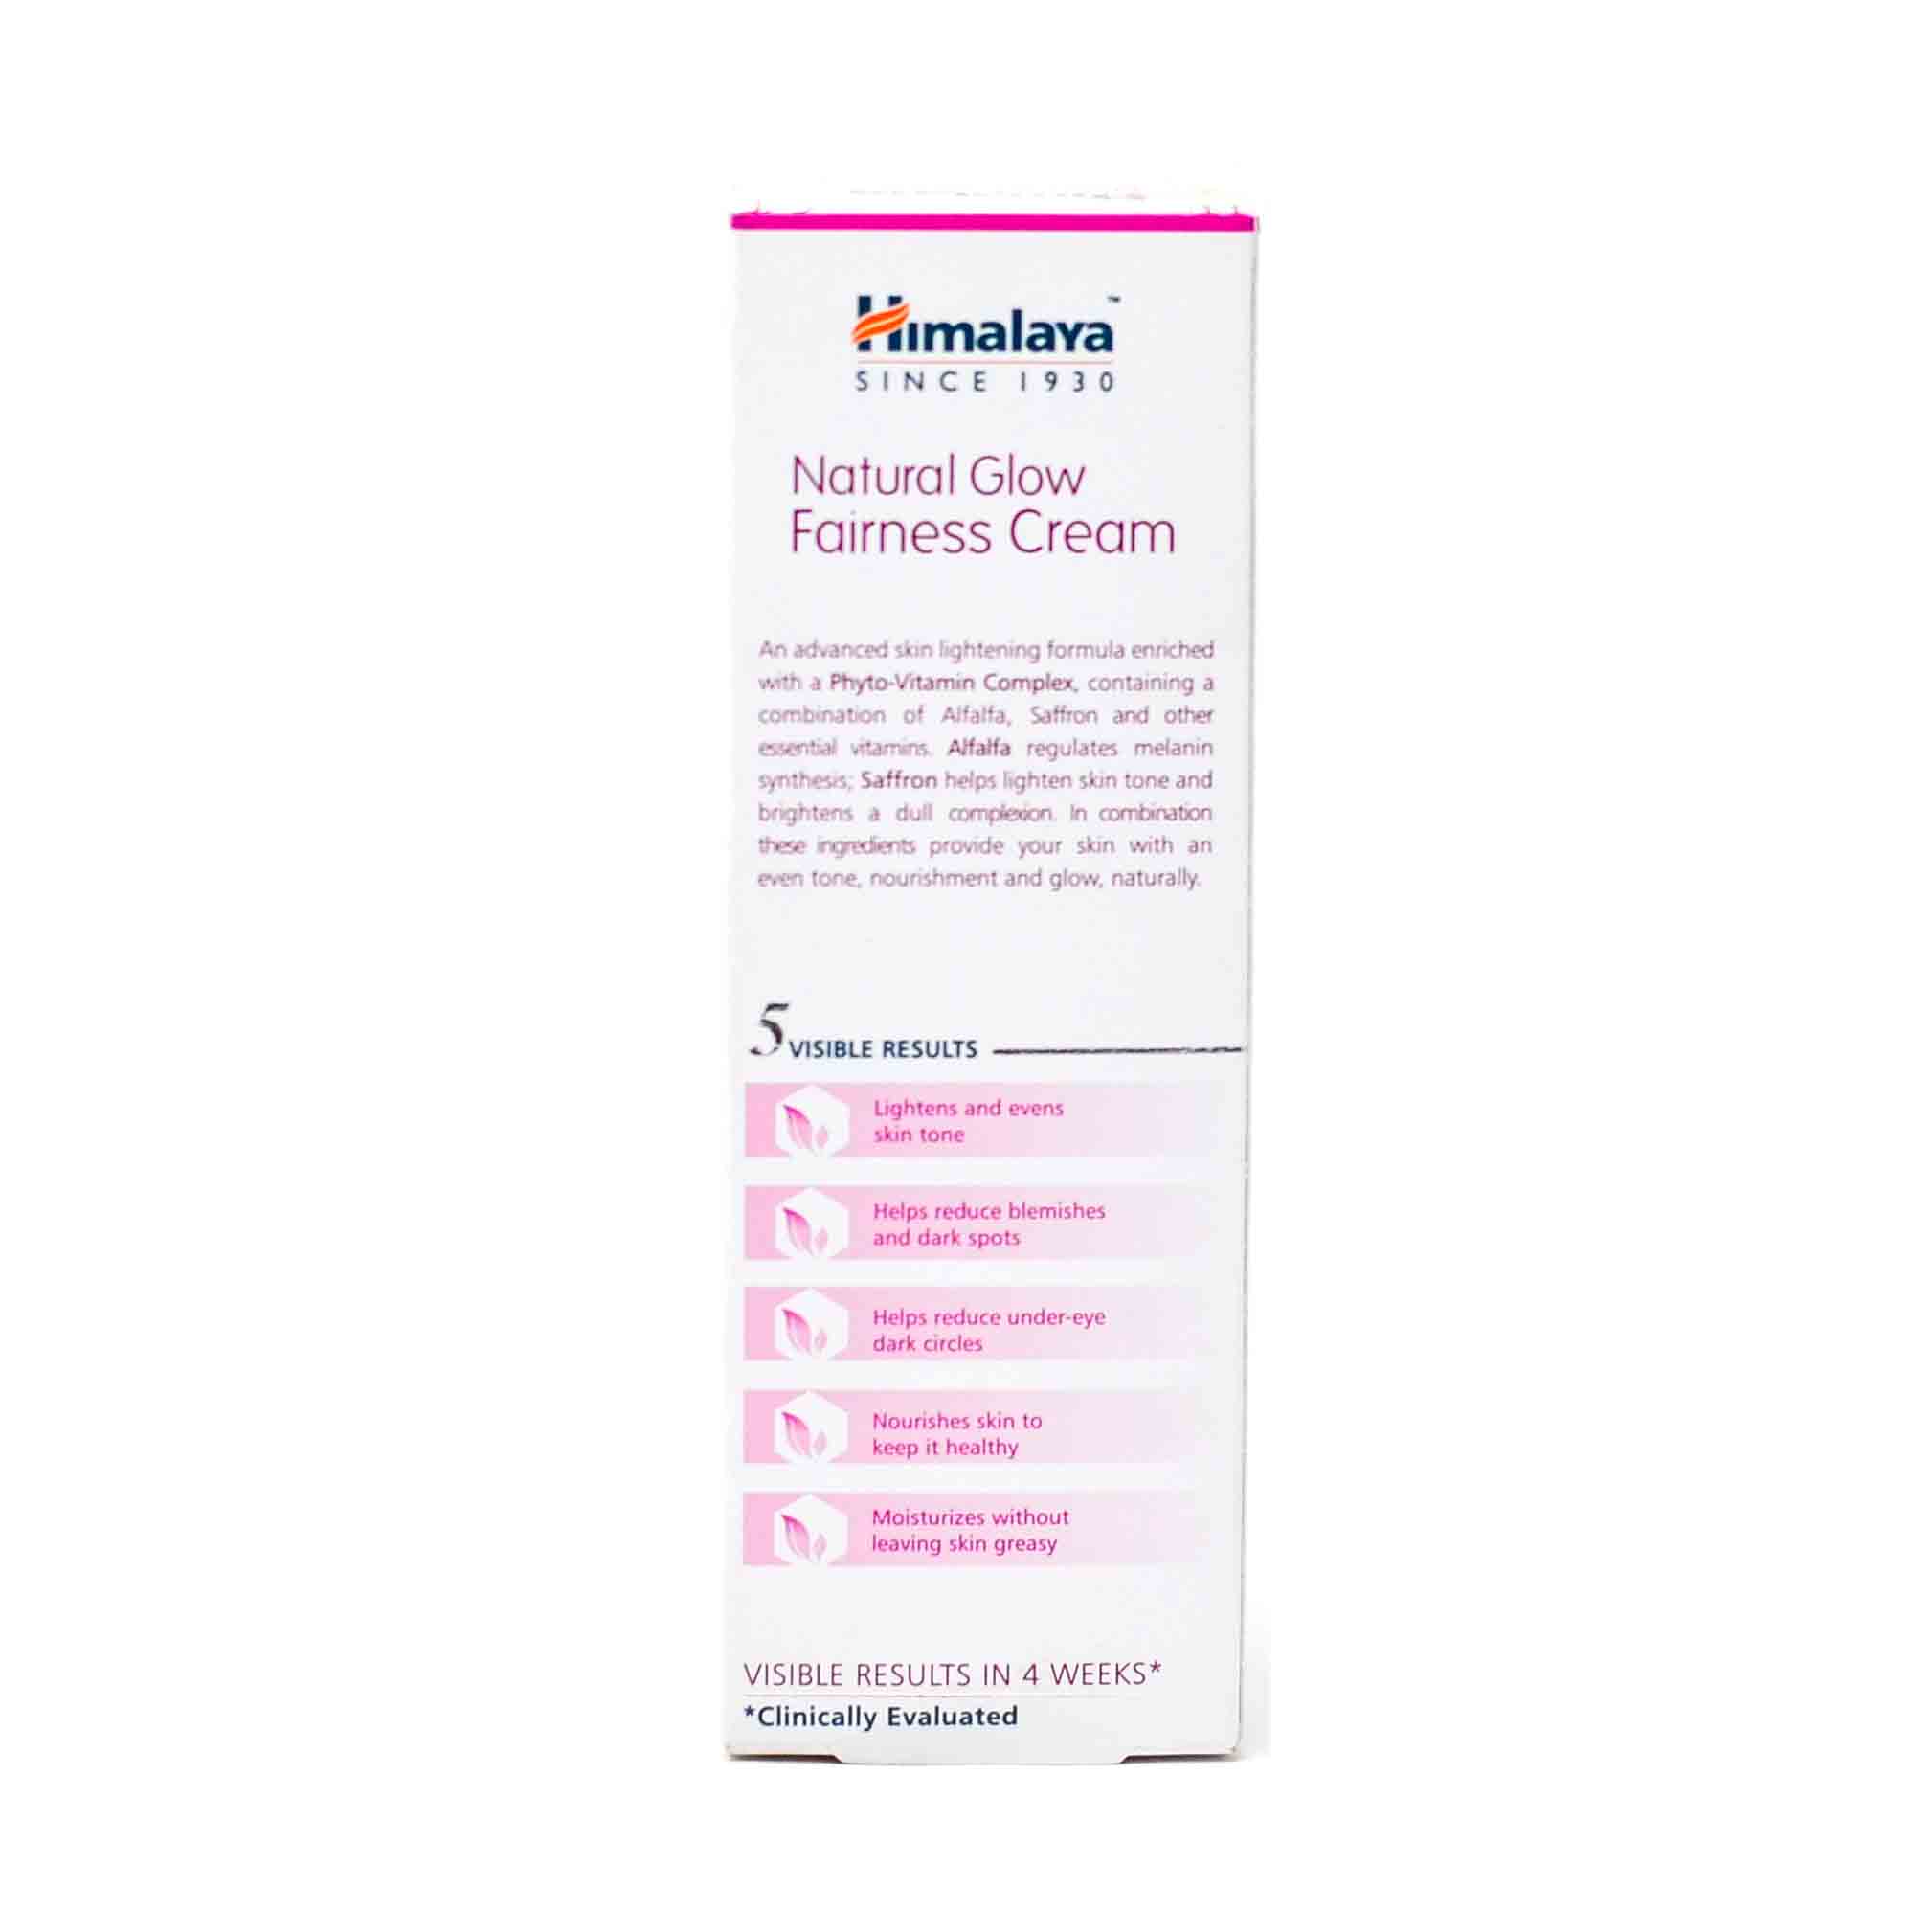 Himalaya™
SINCE 1930
Natural Glow
Fairness Cream
An advanced skin lightening formula enriched
with a Phyto-Vitamin Complex, containing a
combination of Alfalfa, Saffron and other
essential vitamins. Alfalfa regulates melanin
synthesis; Saffron helps lighten skin tone and
brightens a dull complexion. In combination
these ingredients provide your skin with an
even tone, nourishment and glow, naturally.
5 VISIBLE RESULTS
Lightens and evens
skin tone
Helps reduce blemishes
and dark spots
Helps reduce under-eye
dark circles
Nourishes skin to
keep it healthy
Moisturizes without
leaving skin greasy
VISIBLE RESULTS IN 4 WEEKS*
*Clinically Evaluated